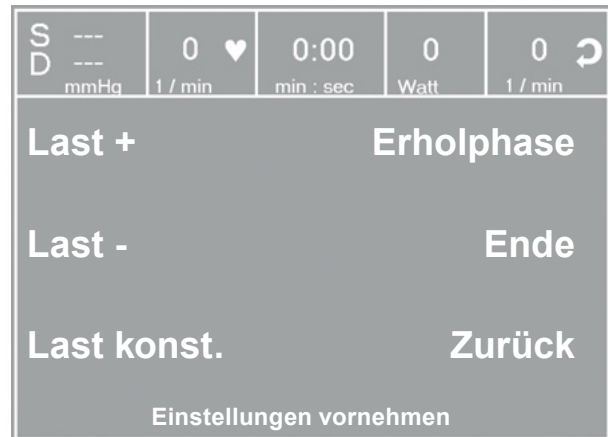 S --- 0 ♥ 0:00 0 0
D ---
mmHg 1 / min min : sec Watt 1 / min
Last + Erholphase
Last - Ende
Last konst. Zurück
Einstellungen vornehmen